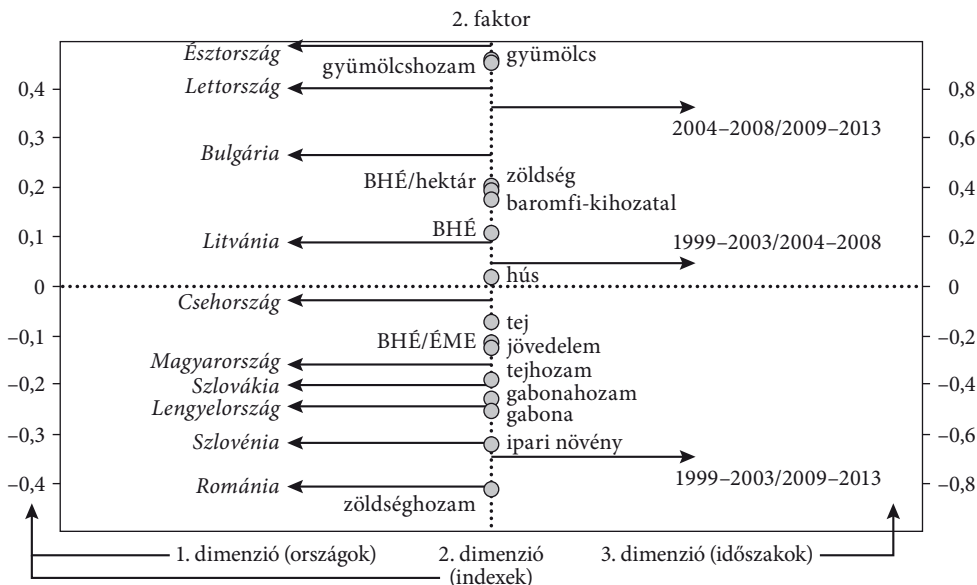 2. faktor
Észtország
gyümölcs
gyümölcshozam
0,4
Lettország
0,8
2004–2008/2009–2013
0,3
0,6
Bulgária
zöldség
BHÉ/hektár
0,2
0,4
baromfi-kihozatal
BHÉ
0,1
Litvánia
1999–2003/2004–2008
0,2
hús
0
0
Csehország
tej
–0,1
BHÉ/ÉME
–0,2
jövedelem
Magyarország
tejhozam
–0,2
Szlovákia
–0,4
gabonahozam
Lengyelország
gabona
–0,3
Szlovénia
ipari növény
–0,6
1999–2003/2009–2013
–0,4
Románia
–0,8
zöldséghozam
1. dimenzió (országok)
2. dimenzió
3. dimenzió (időszakok)
(indexek)